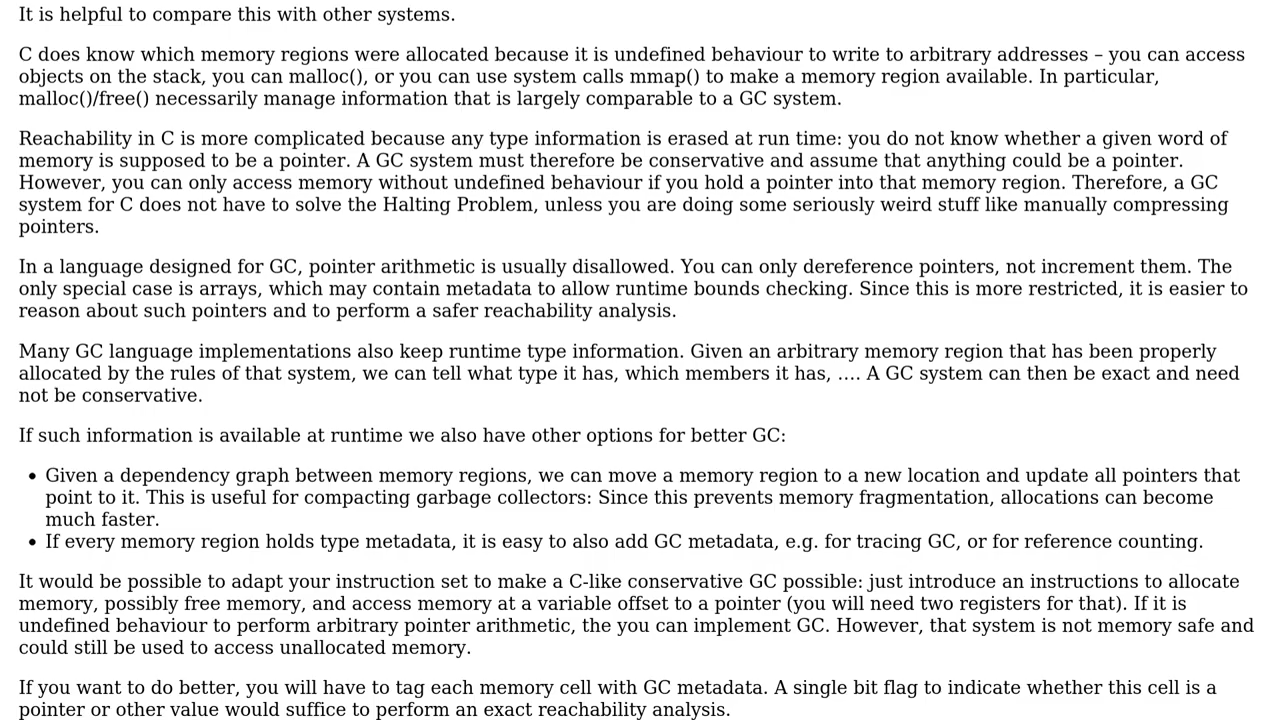 It is helpful to compare this with other systems.
C does know which memory regions were allocated because it is undefined behaviour to write to arbitrary addresses – you can access
objects on the stack, you can malloc(), or you can use system calls mmap() to make a memory region available. In particular,
malloc()/free() necessarily manage information that is largely comparable to a GC system.
Reachability in C is more complicated because any type information is erased at run time: you do not know whether a given word of
memory is supposed to be a pointer. A GC system must therefore be conservative and assume that anything could be a pointer.
However, you can only access memory without undefined behaviour if you hold a pointer into that memory region. Therefore, a GC
system for C does not have to solve the Halting Problem, unless you are doing some seriously weird stuff like manually compressing
pointers.
In a language designed for GC, pointer arithmetic is usually disallowed. You can only dereference pointers, not increment them. The
only special case is arrays, which may contain metadata to allow runtime bounds checking. Since this is more restricted, it is easier to
reason about such pointers and to perform a safer reachability analysis.
Many GC language implementations also keep runtime type information. Given an arbitrary memory region that has been properly
allocated by the rules of that system, we can tell what type it has, which members it has, …. A GC system can then be exact and need
not be conservative.
If such information is available at runtime we also have other options for better GC:
• Given a dependency graph between memory regions, we can move a memory region to a new location and update all pointers that
point to it. This is useful for compacting garbage collectors: Since this prevents memory fragmentation, allocations can become
much faster.
• If every memory region holds type metadata, it is easy to also add GC metadata, e.g. for tracing GC, or for reference counting.
It would be possible to adapt your instruction set to make a C-like conservative GC possible: just introduce an instructions to allocate
memory, possibly free memory, and access memory at a variable offset to a pointer (you will need two registers for that). If it is
undefined behaviour to perform arbitrary pointer arithmetic, the you can implement GC. However, that system is not memory safe and
could still be used to access unallocated memory.
If you want to do better, you will have to tag each memory cell with GC metadata. A single bit flag to indicate whether this cell is a
pointer or other value would suffice to perform an exact reachability analysis.